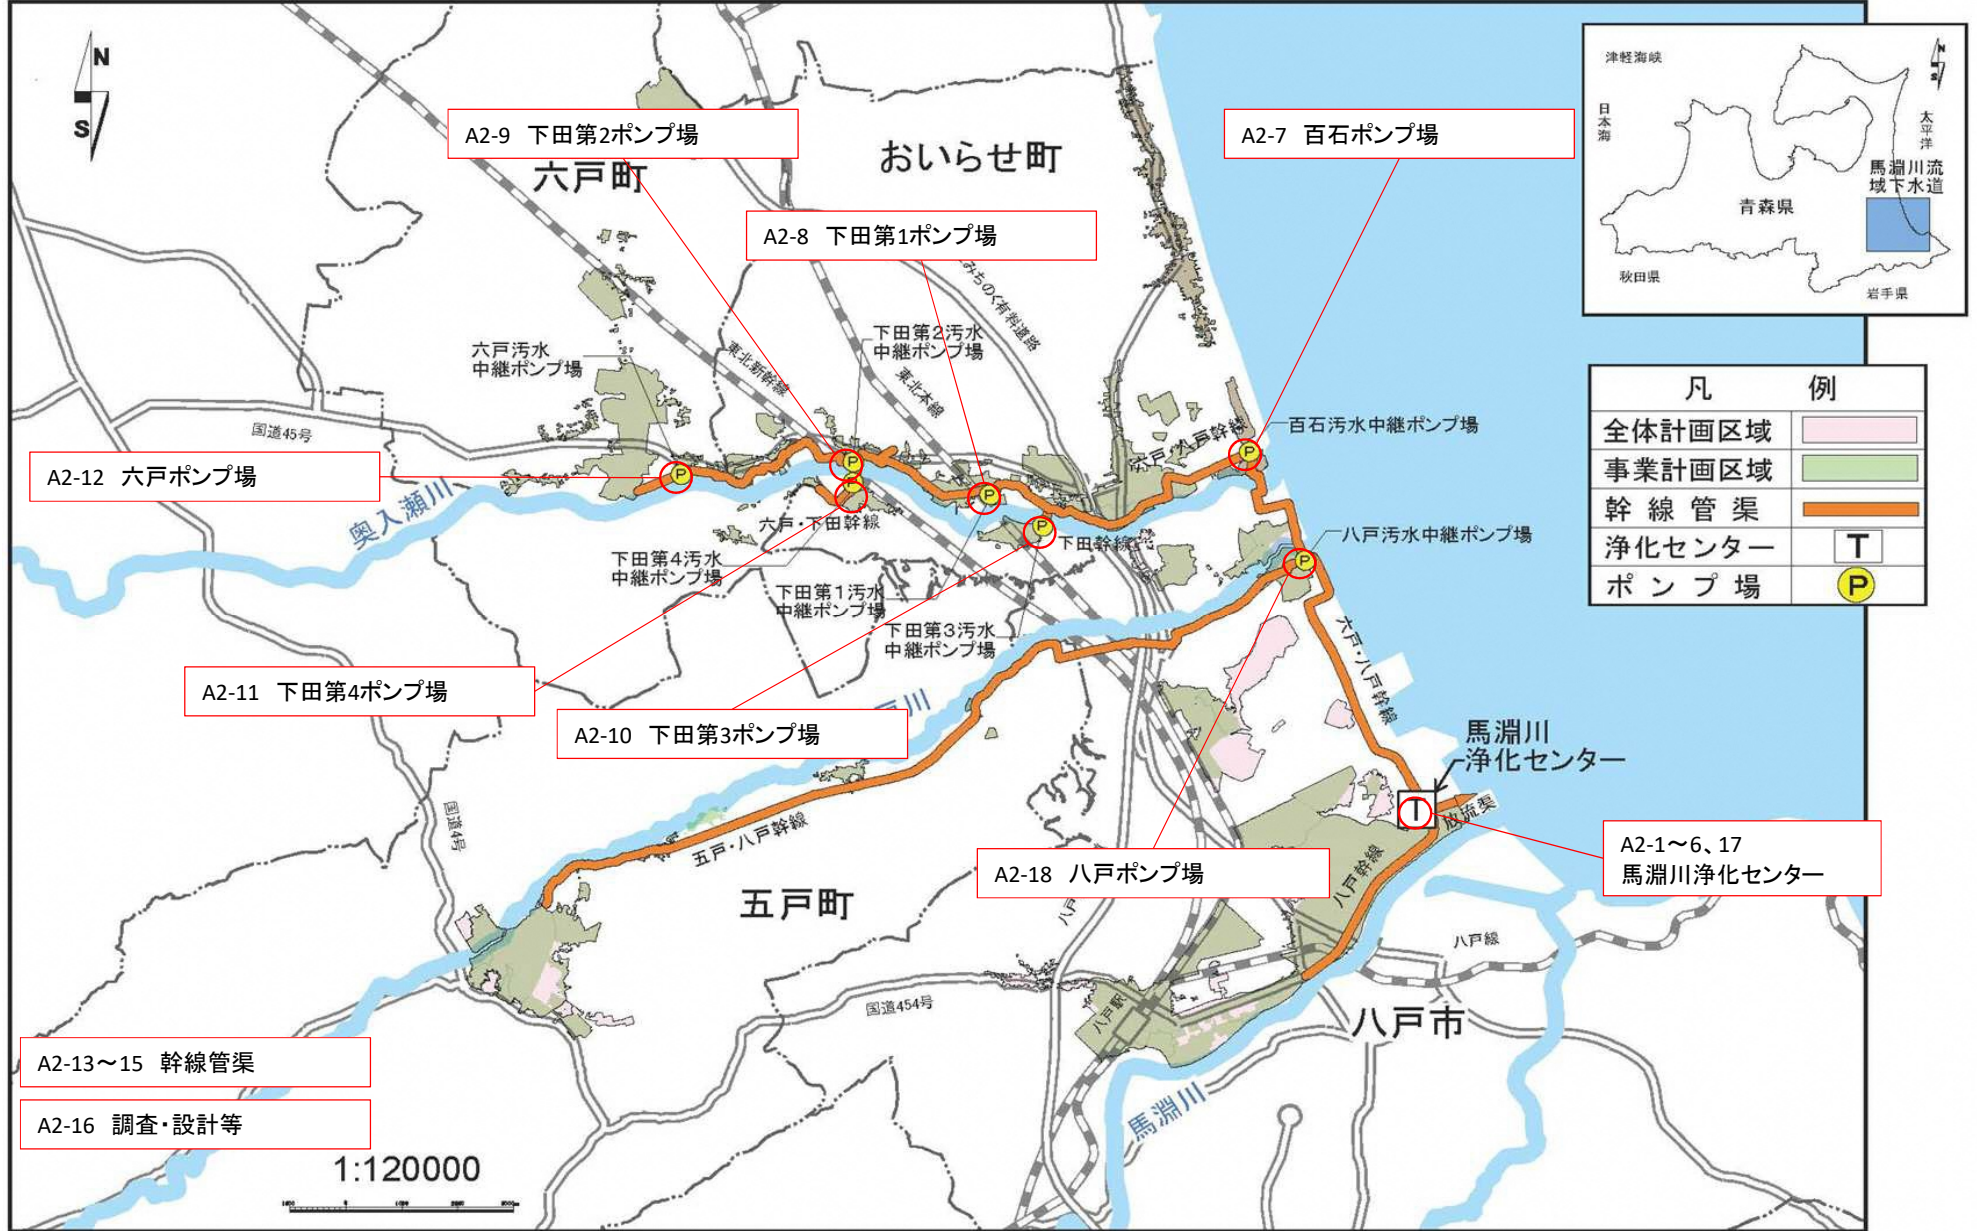 N
S
A2-9 下田第2ポンプ場
六戸町
おいらせ町
A2-7 百石ポンプ場
A2-8 下田第1ポンプ場
みちのく有料道路
津軽海峡
N
S
日本海
太平洋
馬淵川流
域下水道
青森県
秋田県
岩手県
凡 例
全体計画区域
事業計画区域
幹線管渠
浄化センター
T
ポンプ場
P
六戸汚水
中継ポンプ場
東北新幹線
下田第2汚水
中継ポンプ場
東北本線
国道45号
六戸・八戸幹線
百石汚水中継ポンプ場
A2-12 六戸ポンプ場
P
P
P
P
P
P
奥入瀬川
六戸・下田幹線
下田幹線
八戸汚水中継ポンプ場
下田第4汚水
中継ポンプ場
下田第1汚水
中継ポンプ場
下田第3汚水
中継ポンプ場
六戸・八戸幹線
A2-11 下田第4ポンプ場
戸川
A2-10 下田第3ポンプ場
馬淵川
浄化センター
T
放流渠
国道4号
五戸・八戸幹線
A2-18 八戸ポンプ場
八戸幹線
A2-1～6、17
馬淵川浄化センター
五戸町
八戸
八戸線
国道454号
八戸駅
八戸市
A2-13～15 幹線管渠
A2-16 調査・設計等
馬淵川
1:120000